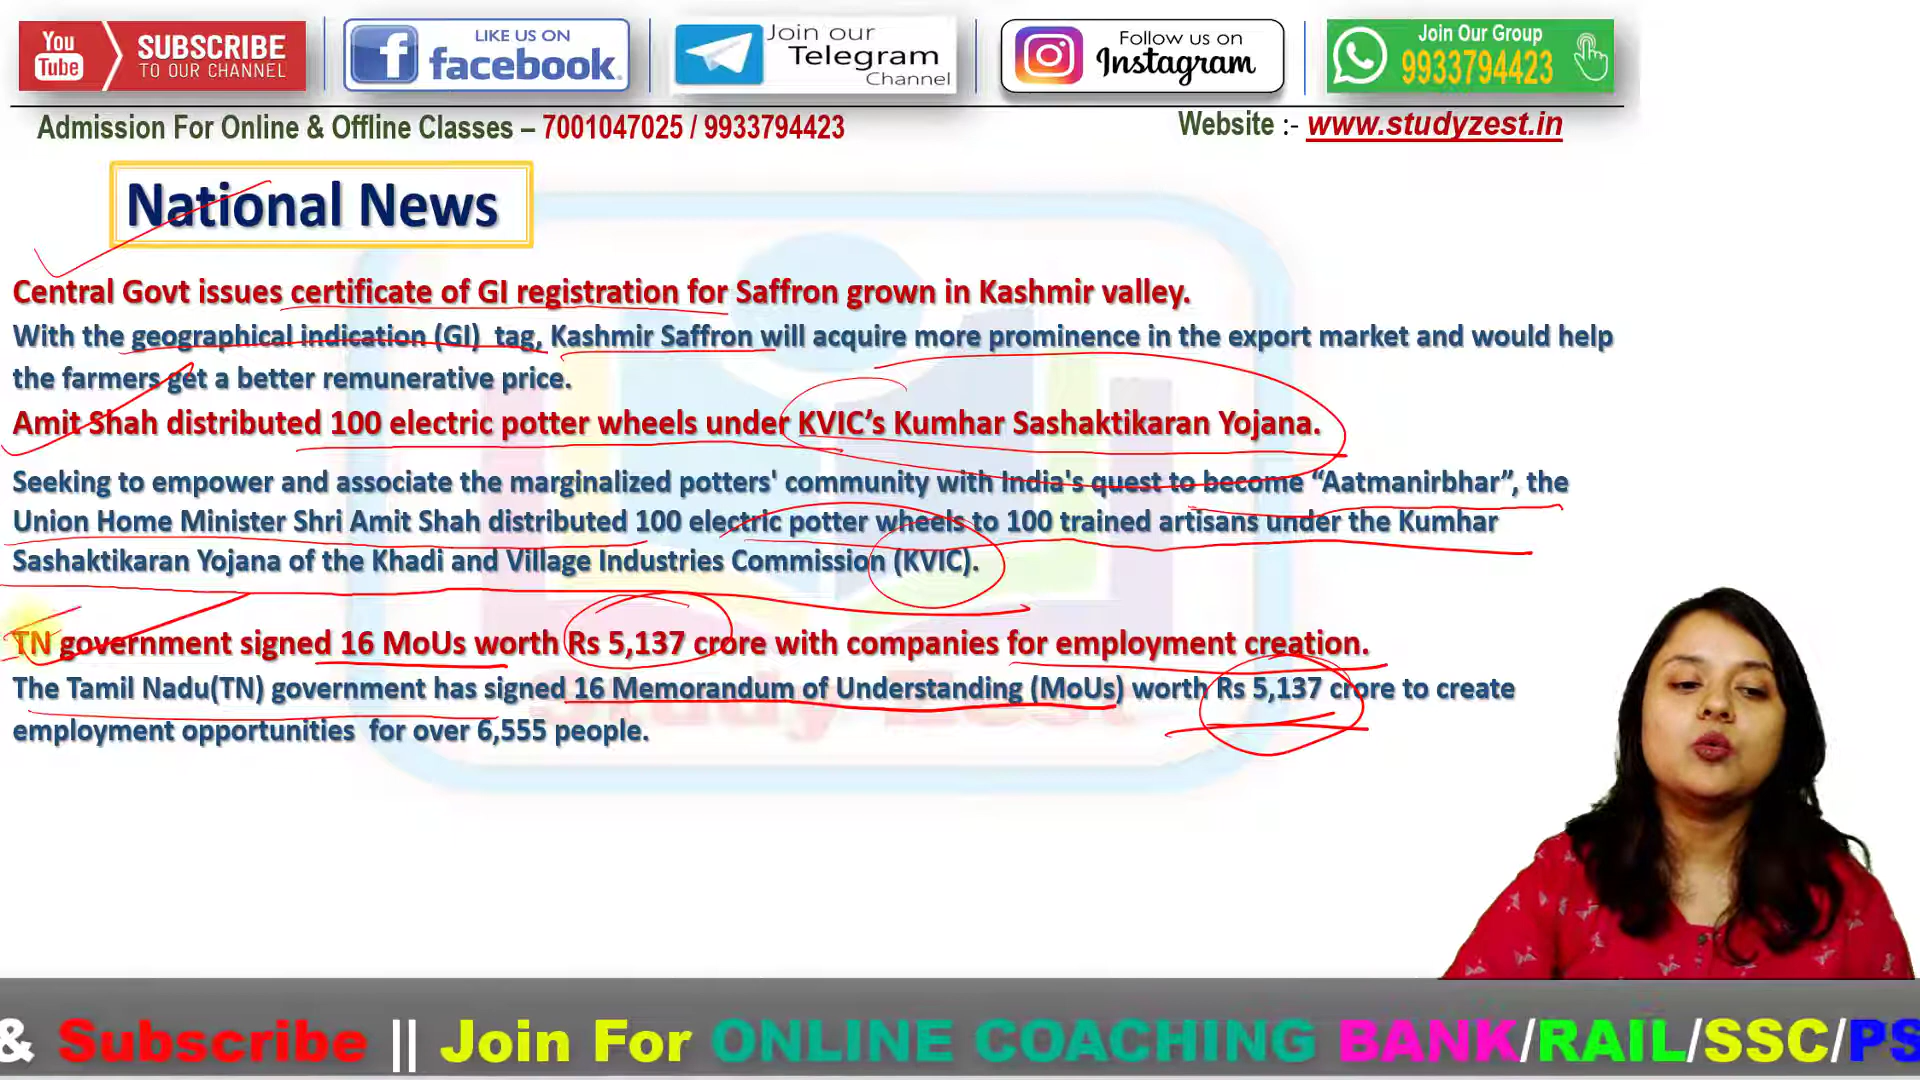 You
Tube
SUBSCRIBE
TO OUR CHANNEL
LIKE US ON
facebook.
Join our
Telegram
Channel
Follow us on
Instagram
Join Our Group
9933794423
Admission For Online & Offline Classes – 7001047025 / 9933794423
Website :- www.studyzest.in
National News
Central Govt issues certificate of GI registration for Saffron grown in Kashmir valley.
With the geographical indication (GI) tag, Kashmir Saffron will acquire more prominence in the export market and would help
the farmers get a better remunerative price.
Amit Shah distributed 100 electric potter wheels under KVIC’s Kumhar Sashaktikaran Yojana.
Seeking to empower and associate the marginalized potters' community with India's quest to become “Aatmanirbhar”, the
Union Home Minister Shri Amit Shah distributed 100 electric potter wheels to 100 trained artisans under the Kumhar
Sashaktikaran Yojana of the Khadi and Village Industries Commission (KVIC).
TN government signed 16 MoUs worth Rs 5,137 crore with companies for employment creation.
The Tamil Nadu(TN) government has signed 16 Memorandum of Understanding (MoUs) worth Rs 5,137 crore to create
employment opportunities for over 6,555 people.
Study Zest
& Subscribe || Join For ONLINE COACHING BANK/RAIL/SSC/PS